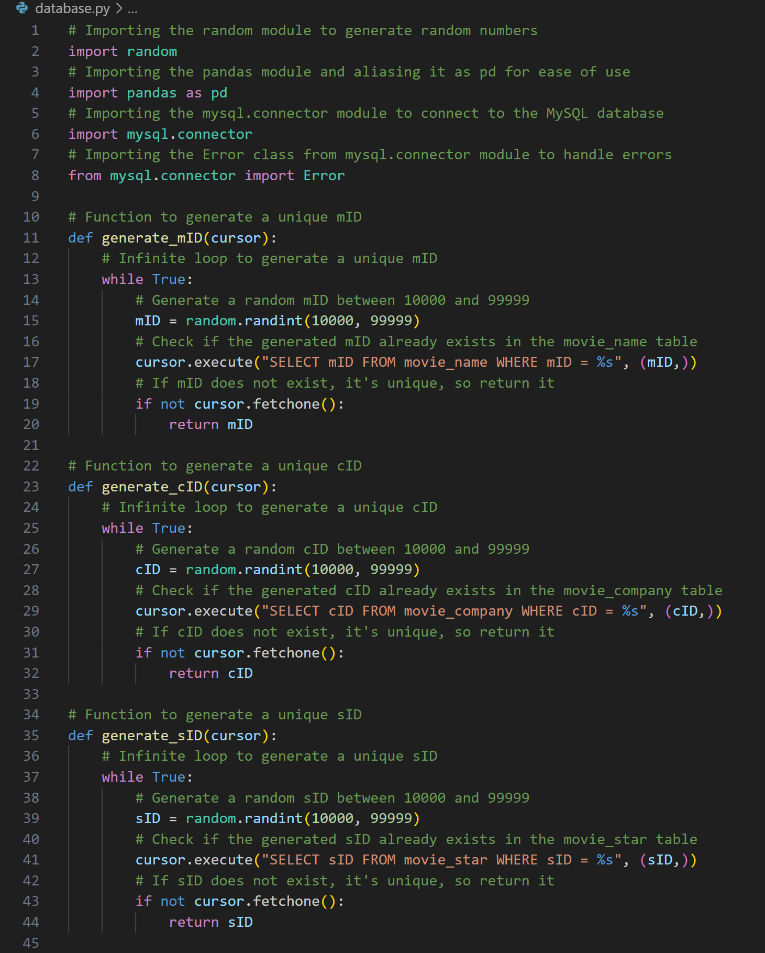 database.py > ...
1 # Importing the random module to generate random numbers
2 import random
3 # Importing the pandas module and aliasing it as pd for ease of use
4 import pandas as pd
5 # Importing the mysql.connector module to connect to the MySQL database
6 import mysql.connector
7 # Importing the Error class from mysql.connector module to handle errors
8 from mysql.connector import Error
9
10 # Function to generate a unique mID
11 def generate_mID(cursor):
12     # Infinite loop to generate a unique mID
13     while True:
14         # Generate a random mID between 10000 and 99999
15         mID = random.randint(10000, 99999)
16         # Check if the generated mID already exists in the movie_name table
17         cursor.execute("SELECT mID FROM movie_name WHERE mID = %s", (mID,))
18         # If mID does not exist, it's unique, so return it
19         if not cursor.fetchone():
20             return mID
21
22 # Function to generate a unique cID
23 def generate_cID(cursor):
24     # Infinite loop to generate a unique cID
25     while True:
26         # Generate a random cID between 10000 and 99999
27         cID = random.randint(10000, 99999)
28         # Check if the generated cID already exists in the movie_company table
29         cursor.execute("SELECT cID FROM movie_company WHERE cID = %s", (cID,))
30         # If cID does not exist, it's unique, so return it
31         if not cursor.fetchone():
32             return cID
33
34 # Function to generate a unique sID
35 def generate_sID(cursor):
36     # Infinite loop to generate a unique sID
37     while True:
38         # Generate a random sID between 10000 and 99999
39         sID = random.randint(10000, 99999)
40         # Check if the generated sID already exists in the movie_star table
41         cursor.execute("SELECT sID FROM movie_star WHERE sID = %s", (sID,))
42         # If sID does not exist, it's unique, so return it
43         if not cursor.fetchone():
44             return sID
45